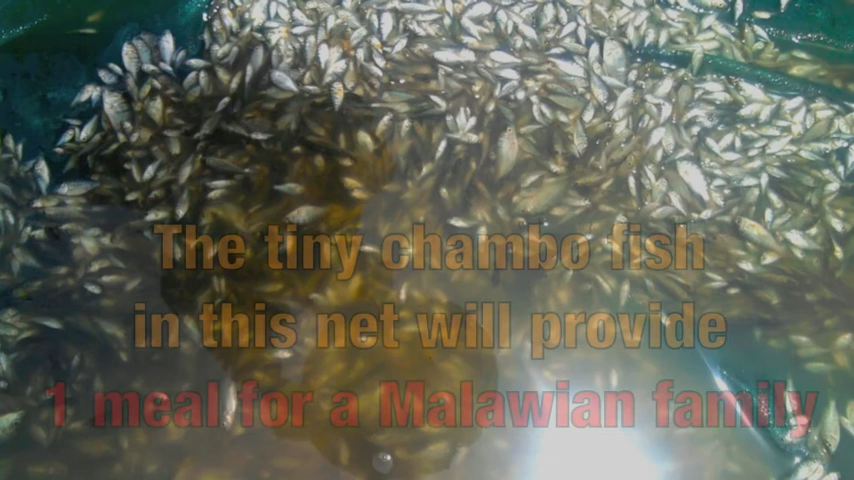 The tiny chambo fish
in this net will provide
1 meal for a Malawian family